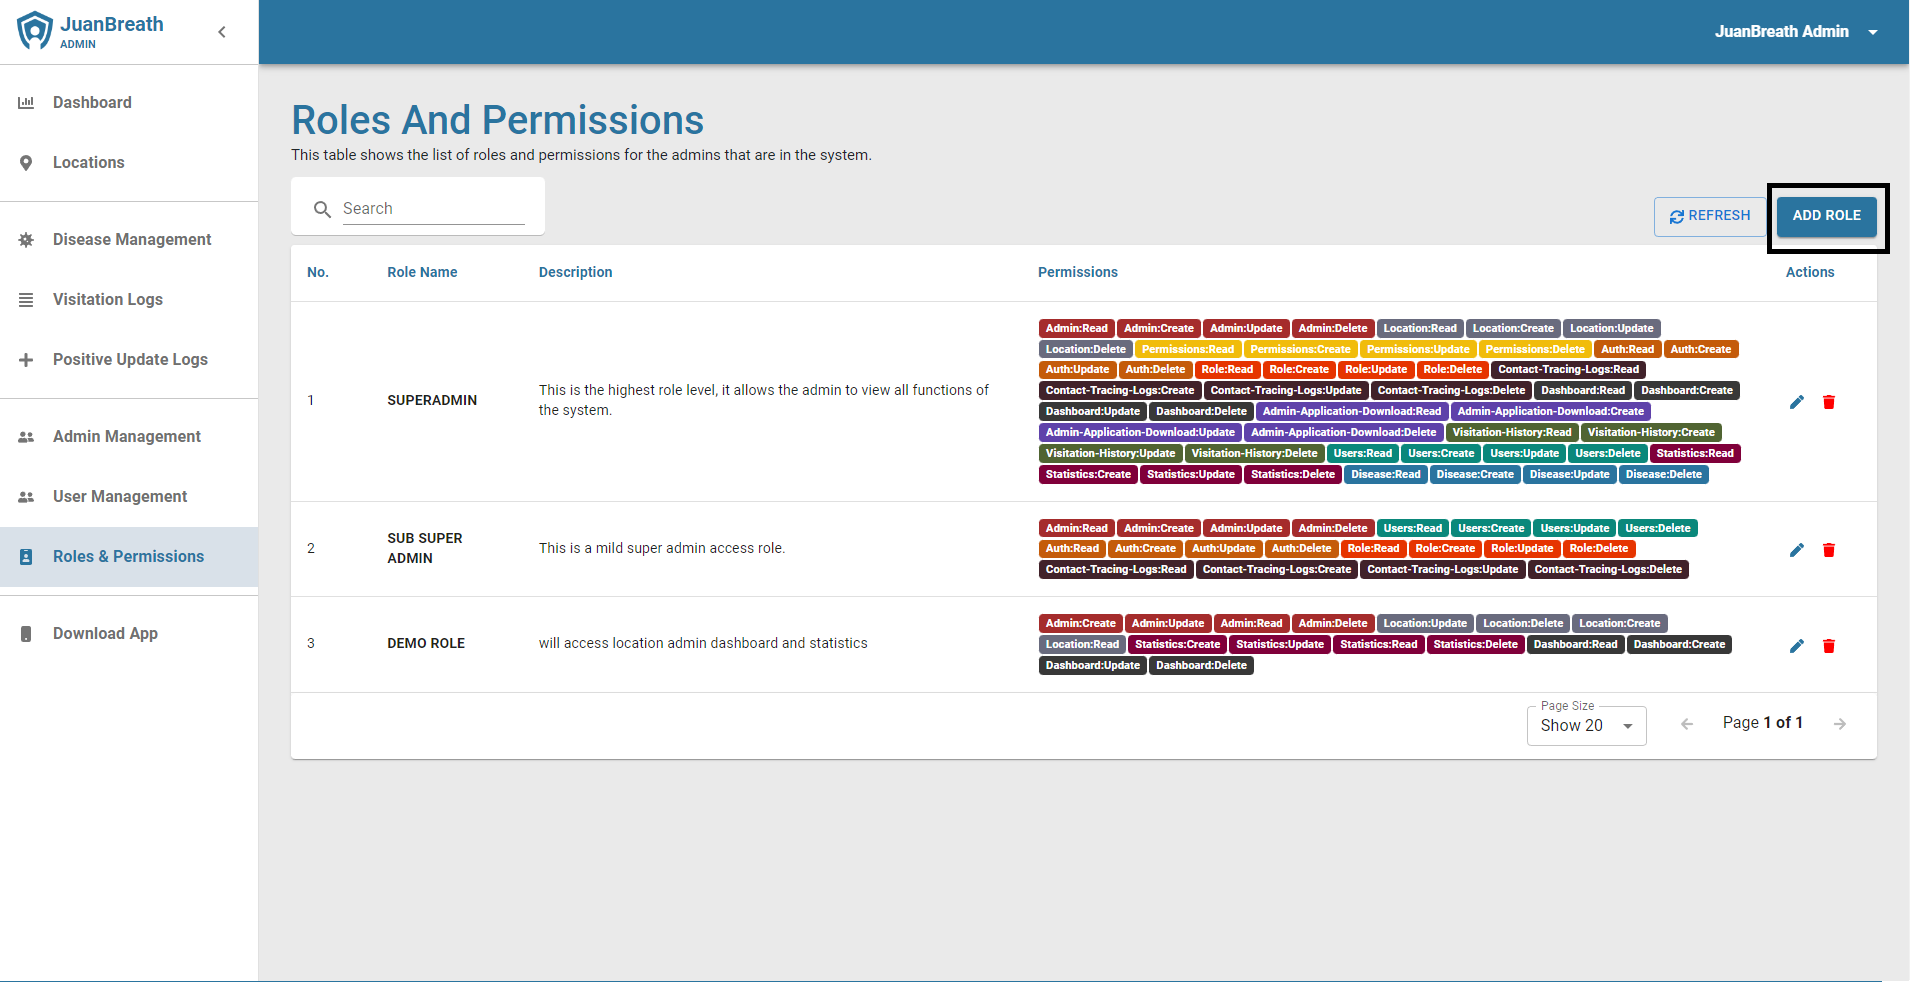 JuanBreath
ADMIN
JuanBreath Admin
Dashboard
Locations
Disease Management
Visitation Logs
Positive Update Logs
Admin Management
User Management
Roles & Permissions
Download App
Roles And Permissions
This table shows the list of roles and permissions for the admins that are in the system.
Search
REFRESH
ADD ROLE
No. Role Name Description Permissions Actions
1
SUPERADMIN
This is the highest role level, it allows the admin to view all functions of
the system.
Admin:Read Admin:Create Admin:Update Admin:Delete Location:Read Location:Create Location:Update
Location:Delete Permissions:Read Permissions:Create Permissions:Update Permissions:Delete Auth:Read Auth:Create
Auth:Update Auth:Delete Role:Read Role:Create Role:Update Role:Delete Contact-Tracing-Logs:Read
Contact-Tracing-Logs:Create Contact-Tracing-Logs:Update Contact-Tracing-Logs:Delete Dashboard:Read Dashboard:Create
Dashboard:Update Dashboard:Delete Admin-Application-Download:Read Admin-Application-Download:Create
Admin-Application-Download:Update Admin-Application-Download:Delete Visitation-History:Read Visitation-History:Create
Visitation-History:Update Visitation-History:Delete Users:Read Users:Create Users:Update Users:Delete Statistics:Read
Statistics:Create Statistics:Update Statistics:Delete Disease:Read Disease:Create Disease:Update Disease:Delete
2
SUB SUPER
ADMIN
This is a mild super admin access role.
Admin:Read Admin:Create Admin:Update Admin:Delete Users:Read Users:Create Users:Update Users:Delete
Auth:Read Auth:Create Auth:Update Auth:Delete Role:Read Role:Create Role:Update Role:Delete
Contact-Tracing-Logs:Read Contact-Tracing-Logs:Create Contact-Tracing-Logs:Update Contact-Tracing-Logs:Delete
3
DEMO ROLE
will access location admin dashboard and statistics
Admin:Create Admin:Update Admin:Read Admin:Delete Location:Update Location:Delete Location:Create
Location:Read Statistics:Create Statistics:Update Statistics:Read Statistics:Delete Dashboard:Read Dashboard:Create
Dashboard:Update Dashboard:Delete
Page Size
Show 20
Page 1 of 1